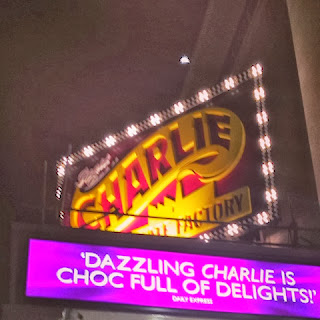 CHARLIE
FACTORY
'DAZZLING CHARLIE IS
CHOC FULL OF DELIGHTS!'
DAILY EXPRESS